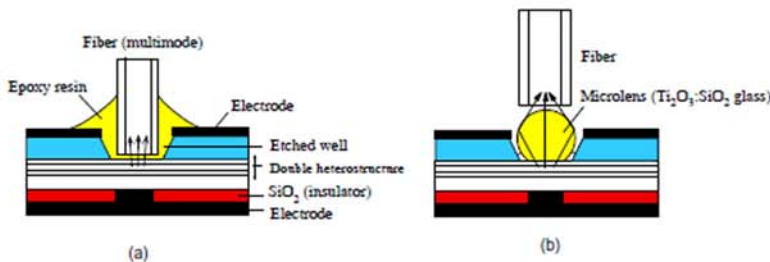 Fiber (multimode)
Epoxy resin
Electrode
Etched well
Double heterostructure
SiO₂ (insulator)
Electrode
(a)
Fiber
Microlens (Ti₂O₃:SiO₂ glass)
(b)